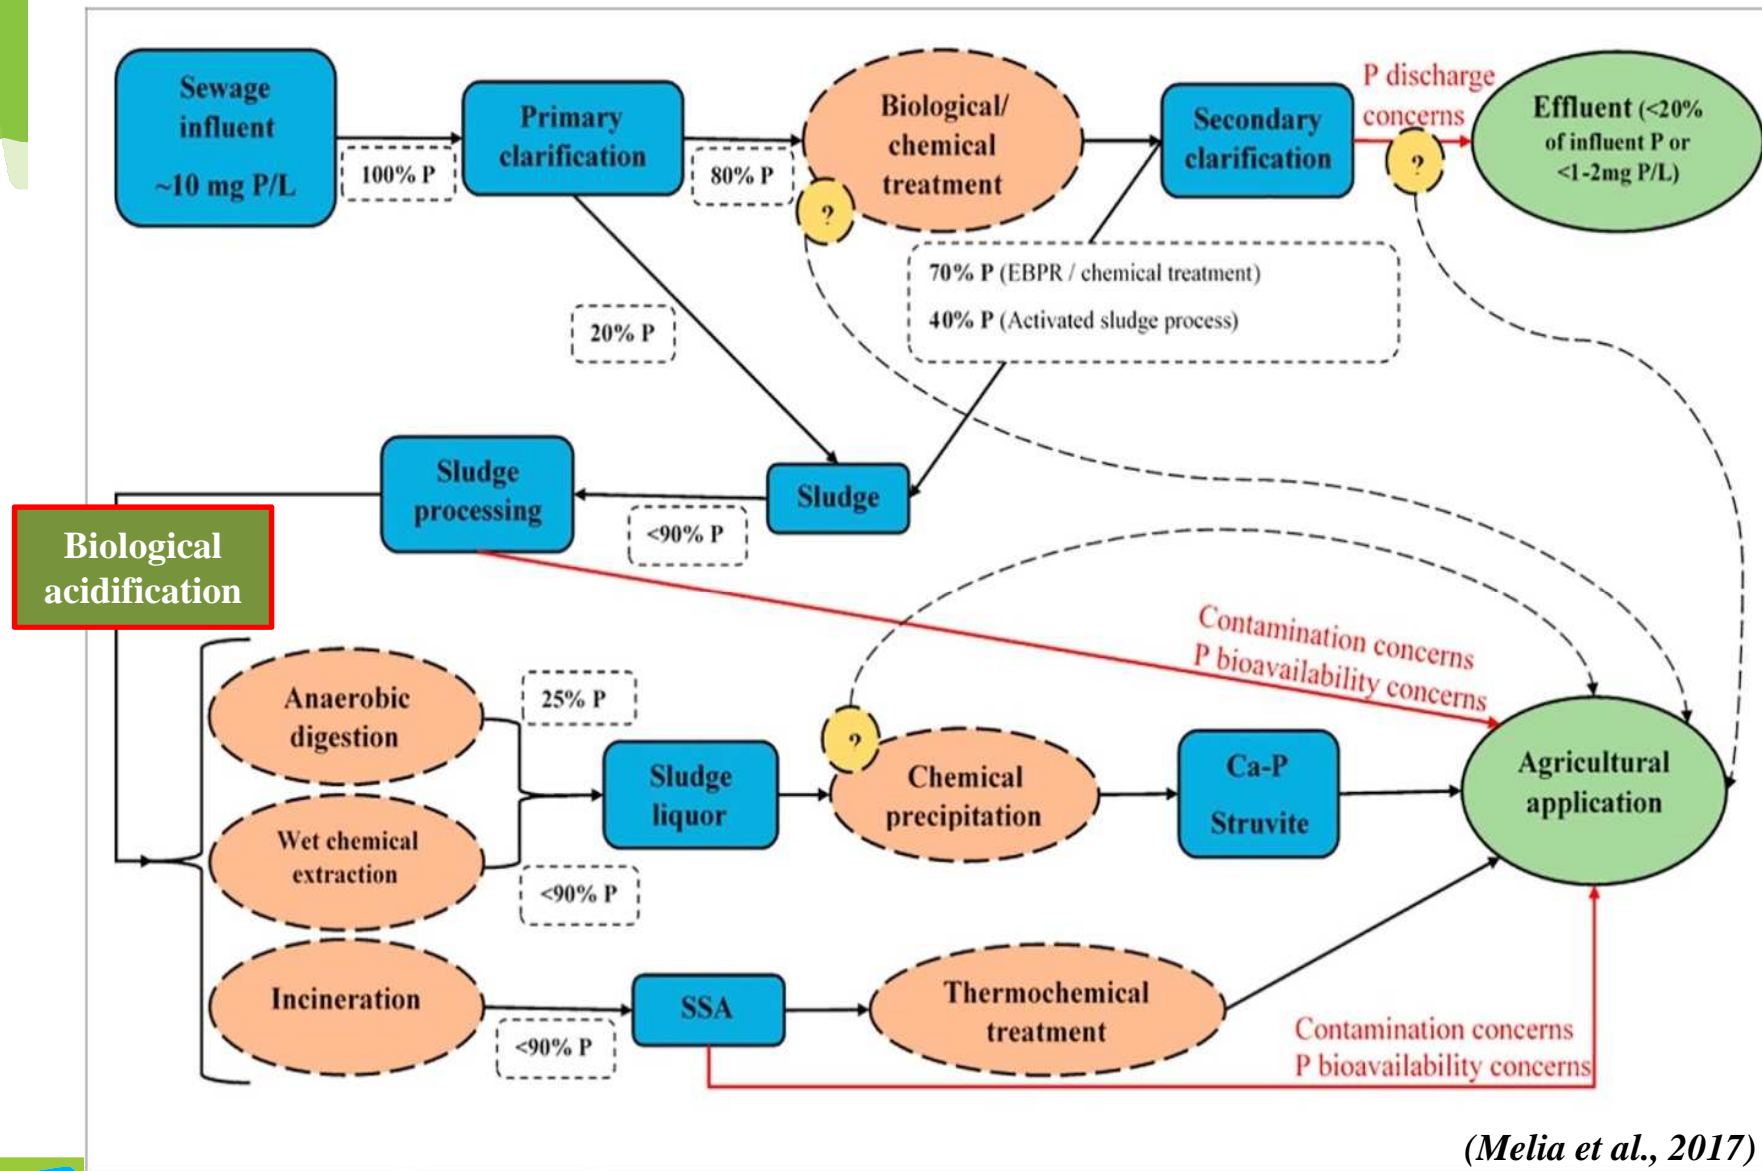 Sewage
influent
~10 mg P/L
100% P
Primary
clarification
80% P
Biological/
chemical
treatment
?
Secondary
clarification
P discharge
concerns
?
Effluent (<20%
of influent P or
<1-2mg P/L)
70% P (EBPR / chemical treatment)
40% P (Activated sludge process)
20% P
Sludge
processing
<90% P
Sludge
Biological
acidification
Contamination concerns
P bioavailability concerns
Anaerobic
digestion
25% P
Wet chemical
extraction
<90% P
Sludge
liquor
?
Chemical
precipitation
Ca-P
Struvite
Agricultural
application
Incineration
<90% P
SSA
Thermochemical
treatment
Contamination concerns
P bioavailability concerns
(Melia et al., 2017)